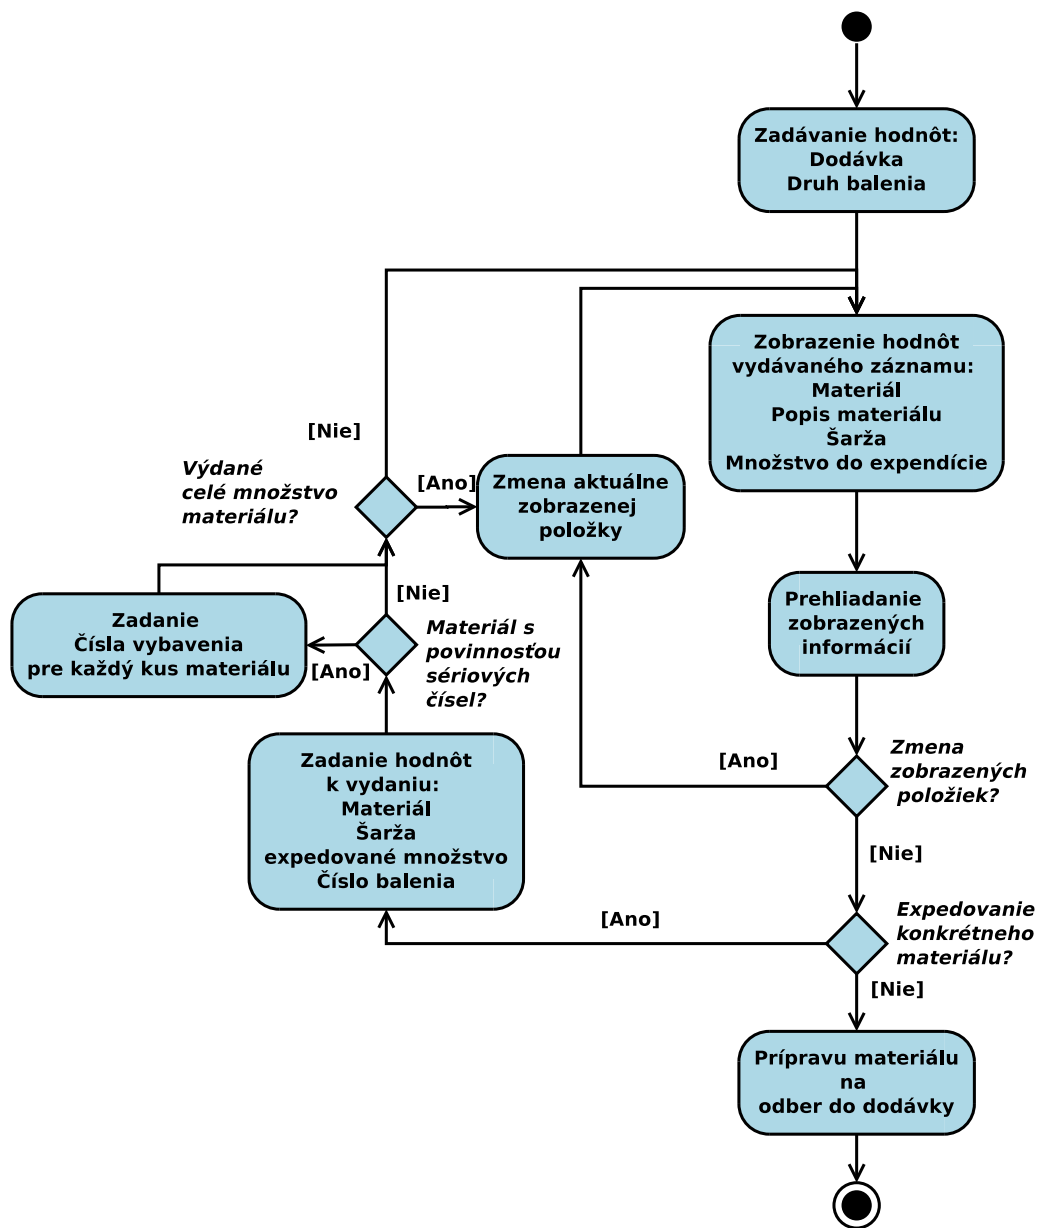 Zadávanie hodnôt:
Dodávka
Druh balenia
Zobrazenie hodnôt
vydávaného záznamu:
Materiál
Popis materiálu
Šarža
Množstvo do expendície
[Nie]
Výdané
celé množstvo
materiálu?
[Ano]
Zmena aktuálne
zobrazenej
položky
Prehliadanie
zobrazených
informácií
[Nie]
Zadanie
Čísla vybavenia
pre každý kus materiálu
[Ano]
Materiál s
povinnosťou
sériových
čísel?
Zadanie hodnôt
k vydaniu:
Materiál
Šarža
expedované množstvo
Číslo balenia
[Ano]
Zmena
zobrazených
položiek?
[Nie]
[Ano]
Expedovanie
konkrétneho
materiálu?
[Nie]
Prípravu materiálu
na
odber do dodávky